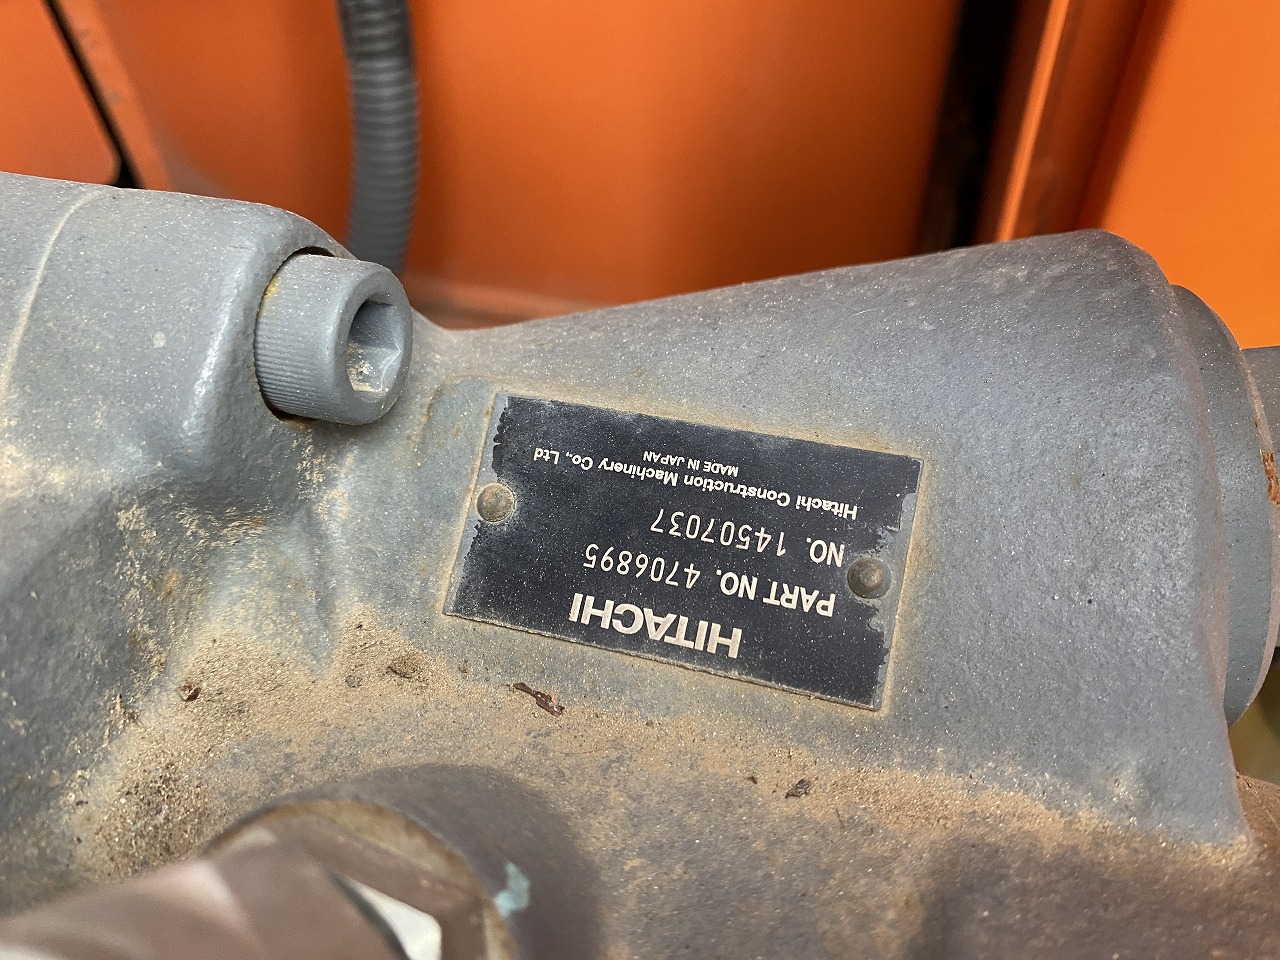 HITACHI
PART NO. 4706895
NO. 14507037
Hitachi Construction Machinery Co., Ltd
MADE IN JAPAN